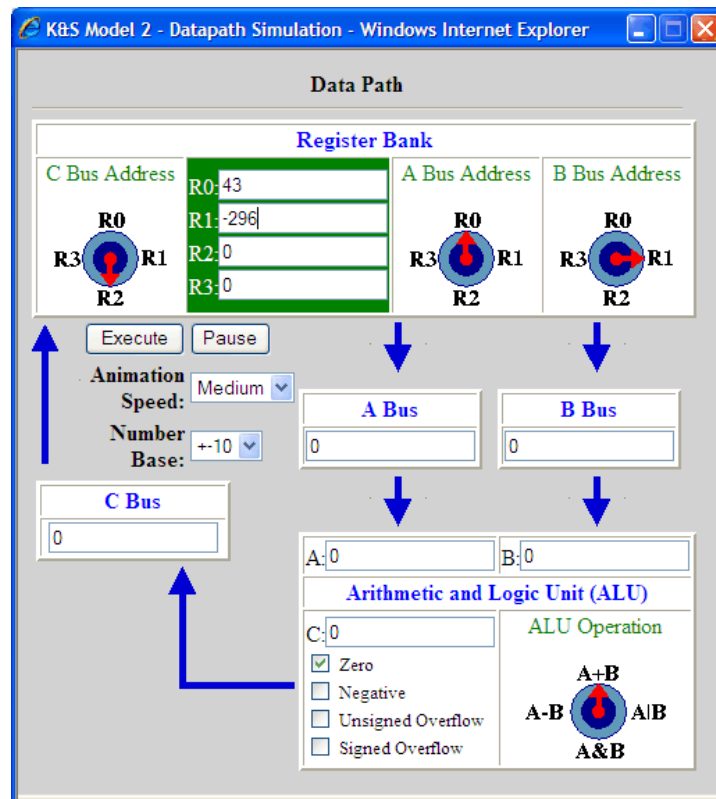 K&S Model 2 - Datapath Simulation - Windows Internet Explorer
Data Path
Register Bank
C Bus Address
R0
R3 R1
R2
R0: 43
R1: -296
R2: 0
R3: 0
A Bus Address
R0
R3 R1
R2
B Bus Address
R0
R3 R1
R2
Execute Pause
Animation
Speed: Medium
Number
Base: +-10
A Bus
0
B Bus
0
C Bus
0
A: 0 B: 0
Arithmetic and Logic Unit (ALU)
C: 0
Zero
Negative
Unsigned Overflow
Signed Overflow
ALU Operation
A+B
A-B A|B
A&B